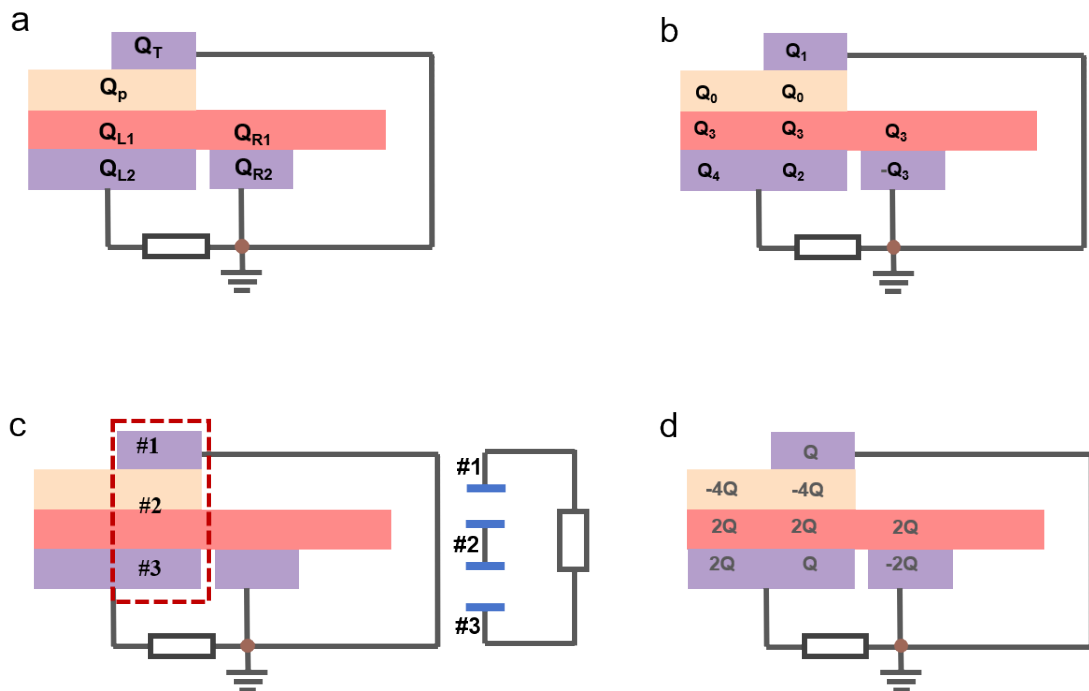 a
Q_T
Q_p
Q_L1 Q_R1
Q_L2 Q_R2
b
Q_1
Q_0 Q_0
Q_3 Q_3 Q_3
Q_4 Q_2 -Q_3
c
#1
#2
#3
#1
#2
#3
d
Q
-4Q -4Q
2Q 2Q 2Q
2Q Q -2Q